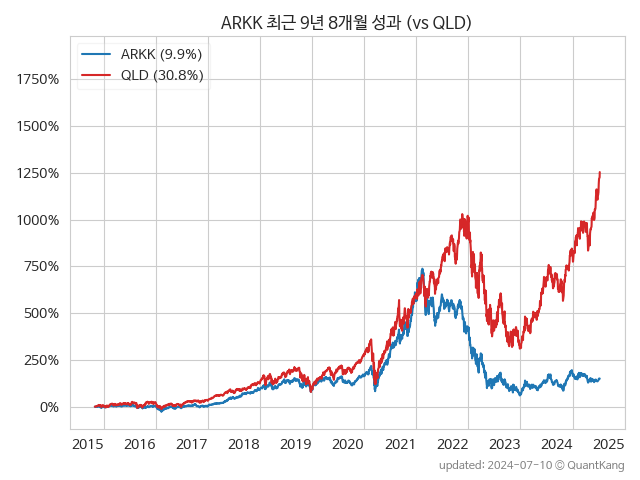 ARKK 최근 9년 8개월 성과 (vs QLD)
ARKK (9.9%)
QLD (30.8%)
1750%
1500%
1250%
1000%
750%
500%
250%
0%
2015 2016 2017 2018 2019 2020 2021 2022 2023 2024 2025
updated: 2024-07-10 © QuantKang